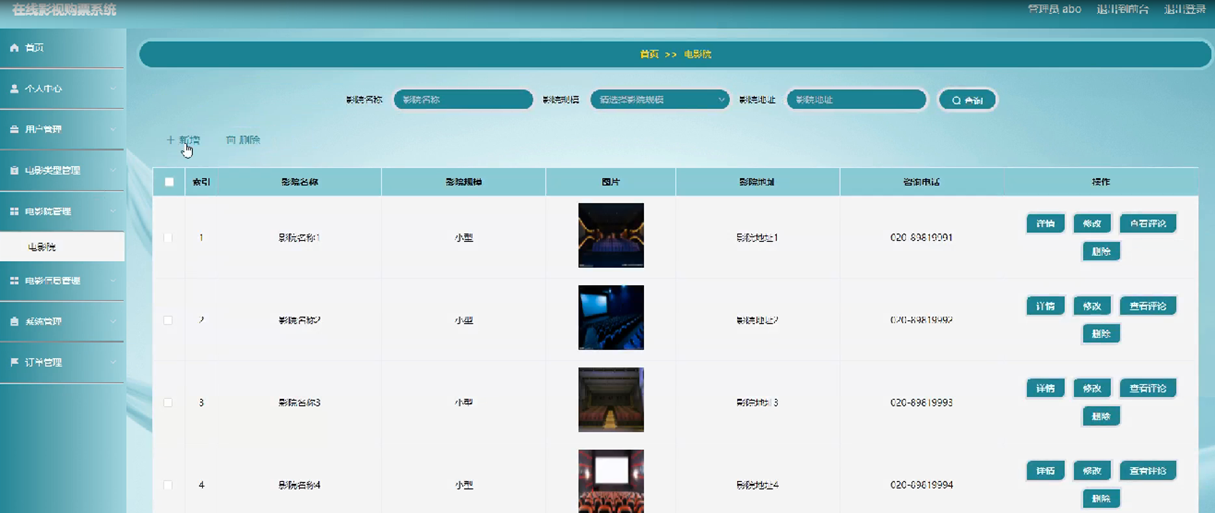 在线影视购票系统
管理员 abo 退出到前台 退出登录
首页
个人中心
用户管理
电影类型管理
电影院管理
电影院
电影信息管理
系统管理
订单管理
首页 >> 电影院
影院名称 影院名称 影院规模 请选择影院规模 影院地址 影院地址 查询
+ 新增 删除
索引 影院名称 影院规模 图片 影院地址 咨询电话 操作
1 影院名称1 小型 影院地址1 020-89819991 详情 修改 查看评论
删除
2 影院名称2 小型 影院地址2 020-89819992 详情 修改 查看评论
删除
3 影院名称3 小型 影院地址3 020-89819993 详情 修改 查看评论
删除
4 影院名称4 小型 影院地址4 020-89819994 详情 修改 查看评论
删除